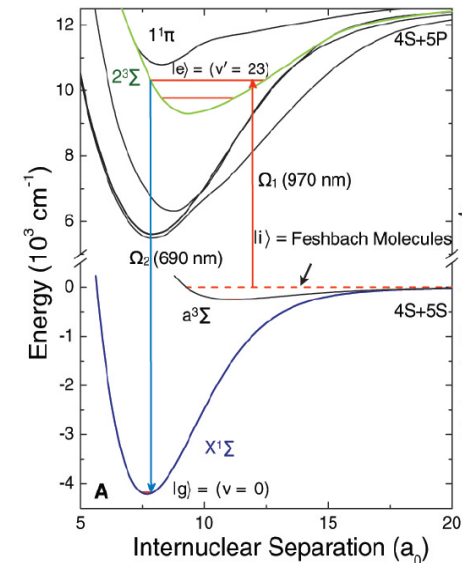 12
10
8
6
0
-1
-2
-3
-4
Energy (10³ cm⁻¹)
1¹π
4S+5P
|e⟩ = (v' = 23)
2³Σ
Ω₁ (970 nm)
Ω₂ (690 nm)
|i⟩ = Feshbach Molecules
a³Σ
4S+5S
X¹Σ
A
|g⟩ = (v = 0)
5 10 15 20
Internuclear Separation (a₀)